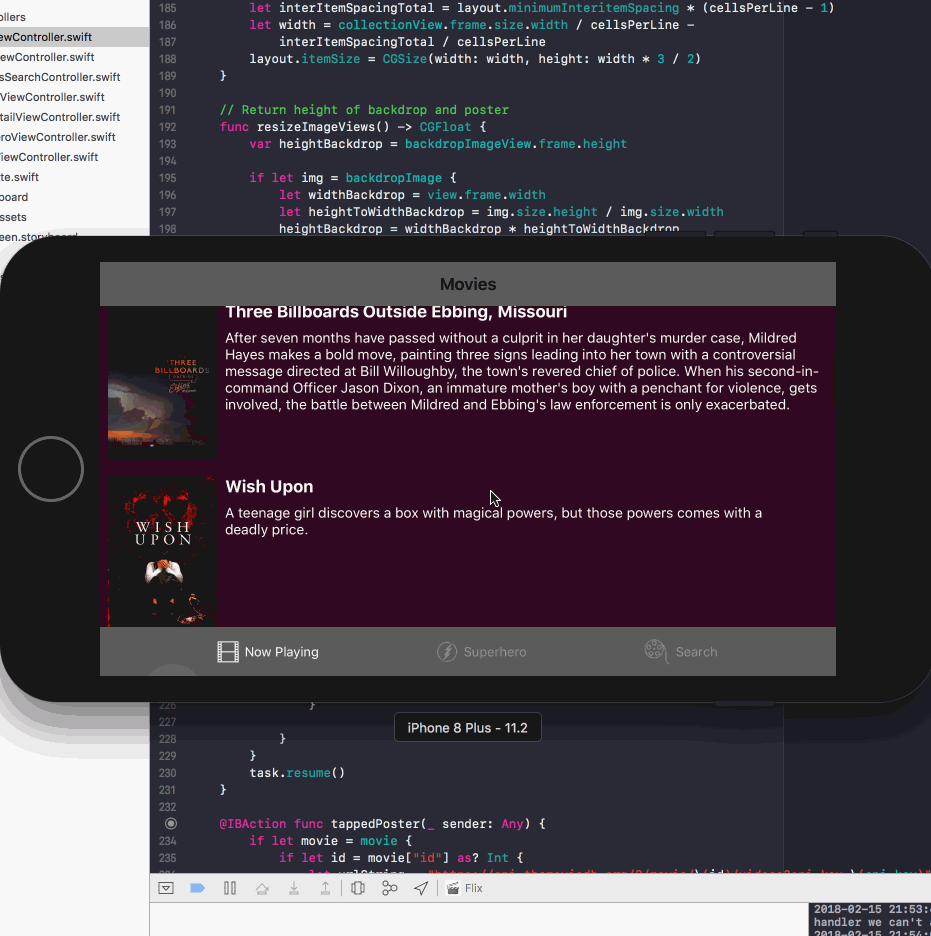 ollers
ewController.swift
ewController.swift
sSearchController.swift
ViewController.swift
tailViewController.swift
eroViewController.swift
ViewController.swift
te.swift
board
ssets
een.storyboard
185 let interItemSpacingTotal = layout.minimumInteritemSpacing * (cellsPerLine - 1)
186 let width = collectionView.frame.size.width / cellsPerLine -
187 interItemSpacingTotal / cellsPerLine
188 layout.itemSize = CGSize(width: width, height: width * 3 / 2)
189 }
190
191 // Return height of backdrop and poster
192 func resizeImageViews() -> CGFloat {
193 var heightBackdrop = backdropImageView.frame.height
194
195 if let img = backdropImage {
196 let widthBackdrop = view.frame.width
197 let heightToWidthBackdrop = img.size.height / img.size.width
198 heightBackdrop = widthBackdrop * heightToWidthBackdrop
Movies
Three Billboards Outside Ebbing, Missouri
After seven months have passed without a culprit in her daughter's murder case, Mildred
Hayes makes a bold move, painting three signs leading into her town with a controversial
message directed at Bill Willoughby, the town's revered chief of police. When his second-in-
command Officer Jason Dixon, an immature mother's boy with a penchant for violence, gets
involved, the battle between Mildred and Ebbing's law enforcement is only exacerbated.
THREE
BILLBOARDS
Wish Upon
A teenage girl discovers a box with magical powers, but those powers comes with a
deadly price.
WISH
UPON
Now Playing
Superhero
Search
226 }
iPhone 8 Plus - 11.2
227
228 }
229 }
230 task.resume()
231 }
232
@IBAction func tappedPoster(_ sender: Any) {
234 if let movie = movie {
235 if let id = movie["id"] as? Int {
Flix
2018-02-15 21:53:
handler we can't
2018-02-15 21:54: